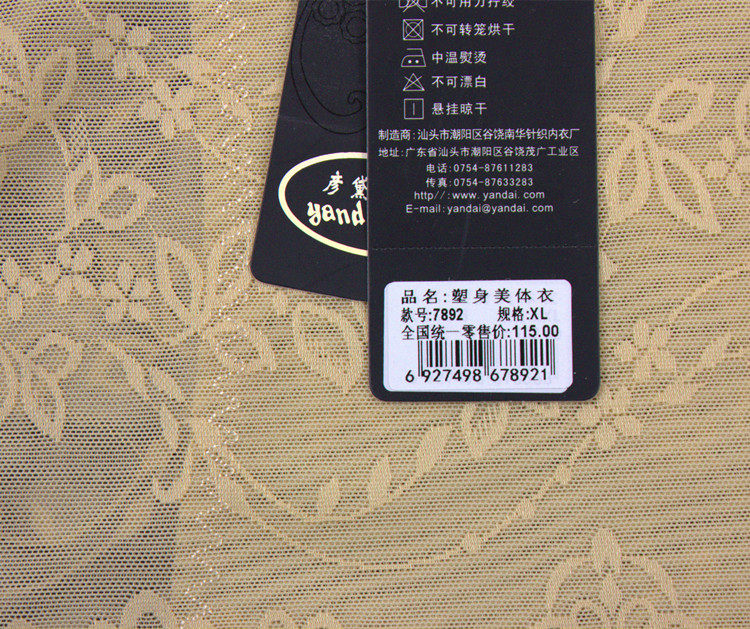 不可用力拧绞
不可转笼烘干
中温熨烫
不可漂白
悬挂晾干
制造商:汕头市潮阳区谷饶南华针织内衣厂
地址:广东省汕头市潮阳区谷饶茂广工业区
电话:0754-87611283
传真:0754-87633283
http//:www.yandai.com
E-mail:yandai@yandai.com
彦黛
yand
品名:塑身美体衣
款号:7892 规格:XL
全国统一零售价:115.00
6 927498 678921